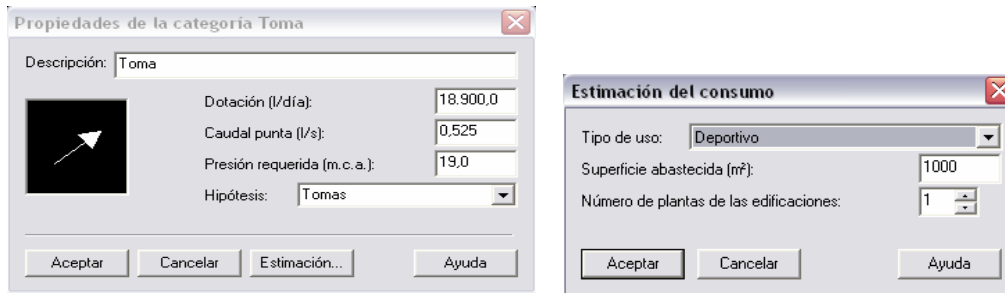 Propiedades de la categoría Toma
Descripción: Toma
Dotación (l/día): 18.900,0
Caudal punta (l/s): 0,525
Presión requerida (m.c.a.): 19,0
Hipótesis: Tomas
Aceptar Cancelar Estimación... Ayuda
Estimación del consumo
Tipo de uso: Deportivo
Superficie abastecida (m²): 1000
Número de plantas de las edificaciones: 1
Aceptar Cancelar Ayuda